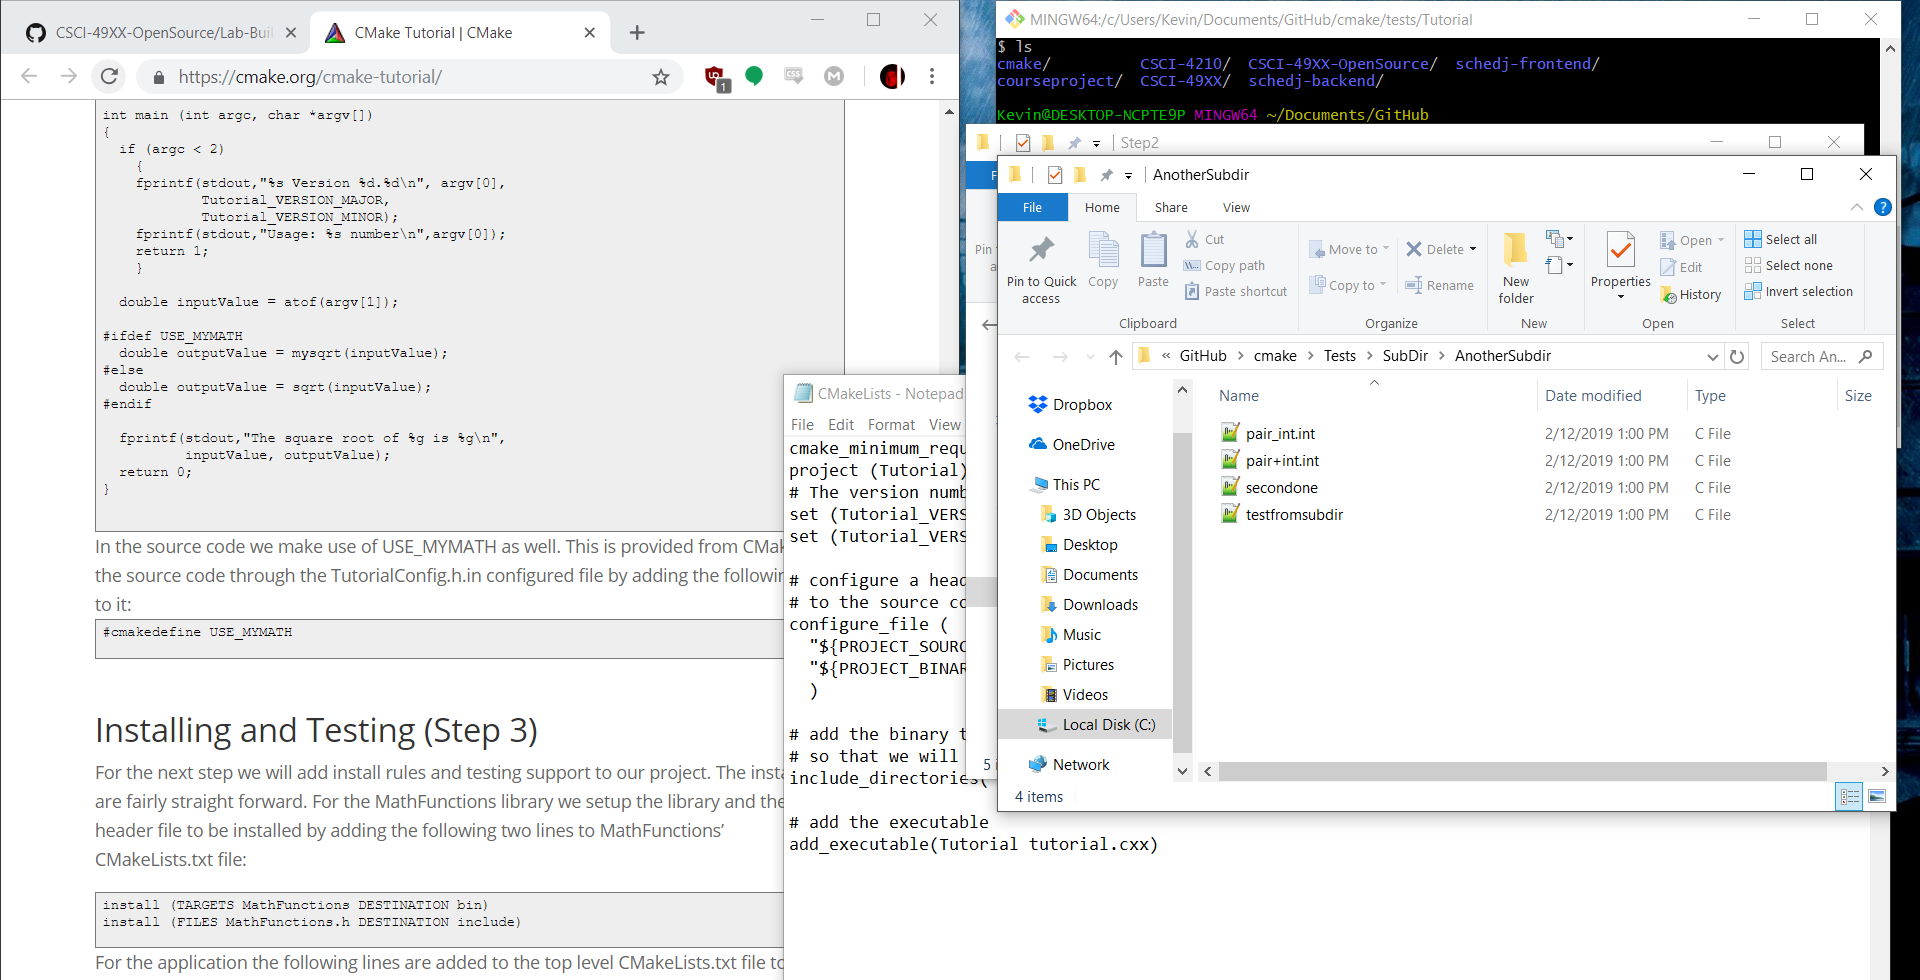 CSCI-49XX-OpenSource/Lab-Buil
CMake Tutorial | CMake
https://cmake.org/cmake-tutorial/
1
int main (int argc, char *argv[])
{
if (argc < 2)
{
fprintf(stdout,"%s Version %d.%d\n", argv[0],
Tutorial_VERSION_MAJOR,
Tutorial_VERSION_MINOR);
fprintf(stdout,"Usage: %s number\n",argv[0]);
return 1;
}
double inputValue = atof(argv[1]);
#ifdef USE_MYMATH
double outputValue = mysqrt(inputValue);
#else
double outputValue = sqrt(inputValue);
#endif
fprintf(stdout,"The square root of %g is %g\n",
inputValue, outputValue);
return 0;
}
In the source code we make use of USE_MYMATH as well. This is provided from CMak
the source code through the TutorialConfig.h.in configured file by adding the followin
to it:
#cmakedefine USE_MYMATH
Installing and Testing (Step 3)
For the next step we will add install rules and testing support to our project. The insta
are fairly straight forward. For the MathFunctions library we setup the library and the
header file to be installed by adding the following two lines to MathFunctions’
CMakeLists.txt file:
install (TARGETS MathFunctions DESTINATION bin)
install (FILES MathFunctions.h DESTINATION include)
For the application the following lines are added to the top level CMakeLists.txt file to
CMakeLists - Notepad
File Edit Format View
cmake_minimum_requ
project (Tutorial)
# The version numb
set (Tutorial_VERS
set (Tutorial_VERS
# configure a head
# to the source co
configure_file (
"${PROJECT_SOURC
"${PROJECT_BINAR
)
# add the binary t
# so that we will
include_directories(
# add the executable
add_executable(Tutorial tutorial.cxx)
MINGW64:/c/Users/Kevin/Documents/GitHub/cmake/tests/Tutorial
$ ls
cmake/ CSCI-4210/ CSCI-49XX-OpenSource/ schedj-frontend/
courseproject/ CSCI-49XX/ schedj-backend/
Kevin@DESKTOP-NCPTE9P MINGW64 ~/Documents/GitHub
Step2
F
Pin
a
5 i
AnotherSubdir
File Home Share View
Pin to Quick access
Copy
Paste
Cut
Copy path
Paste shortcut
Clipboard
Move to
Copy to
Delete
Rename
Organize
New folder
New
Properties
Open
Edit
History
Open
Select all
Select none
Invert selection
Select
« GitHub > cmake > Tests > SubDir > AnotherSubdir
Search An...
Dropbox
OneDrive
This PC
3D Objects
Desktop
Documents
Downloads
Music
Pictures
Videos
Local Disk (C:)
Network
Name Date modified Type Size
pair_int.int 2/12/2019 1:00 PM C File
pair+int.int 2/12/2019 1:00 PM C File
secondone 2/12/2019 1:00 PM C File
testfromsubdir 2/12/2019 1:00 PM C File
4 items